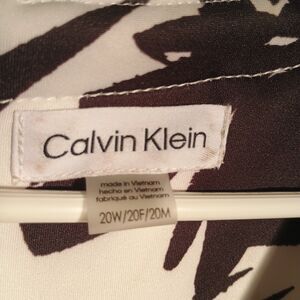 Calvin Klein
made in Vietnam
hecho en Vietnam
fabriqué au Vietnam
20W/20F/20M